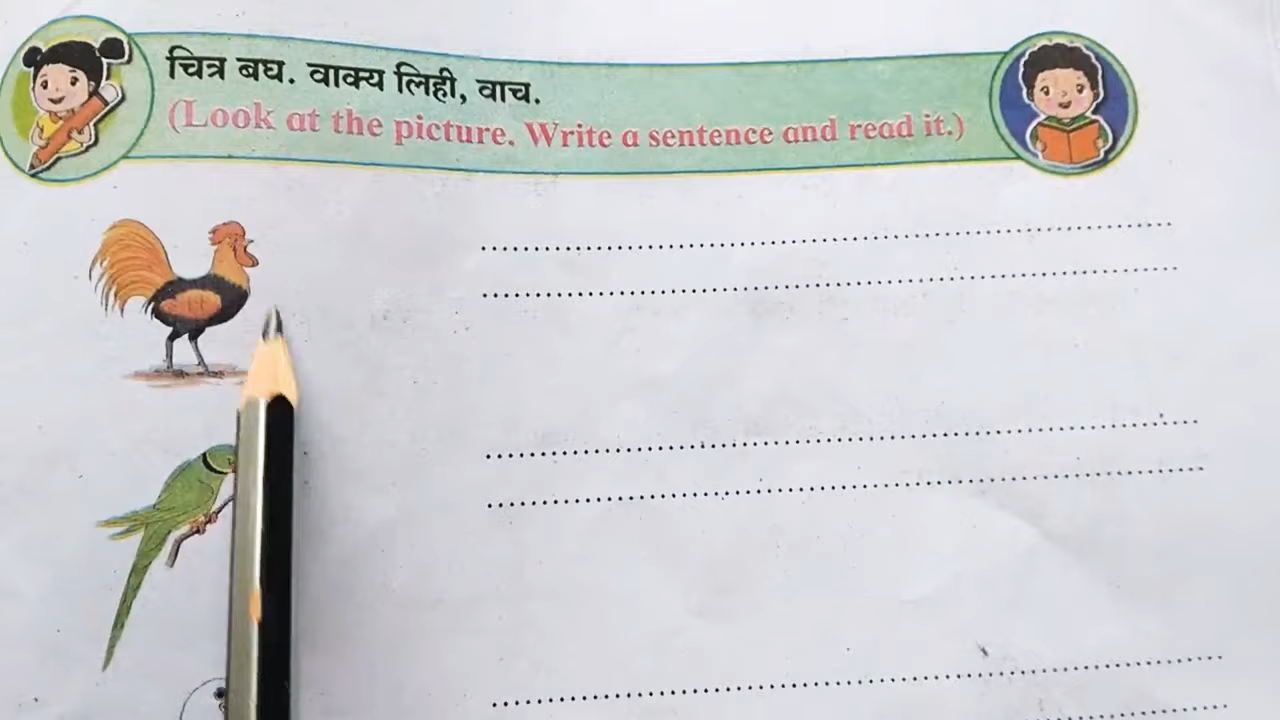 चित्र बघ. वाक्य लिही, वाच.
(Look at the picture. Write a sentence and read it.)